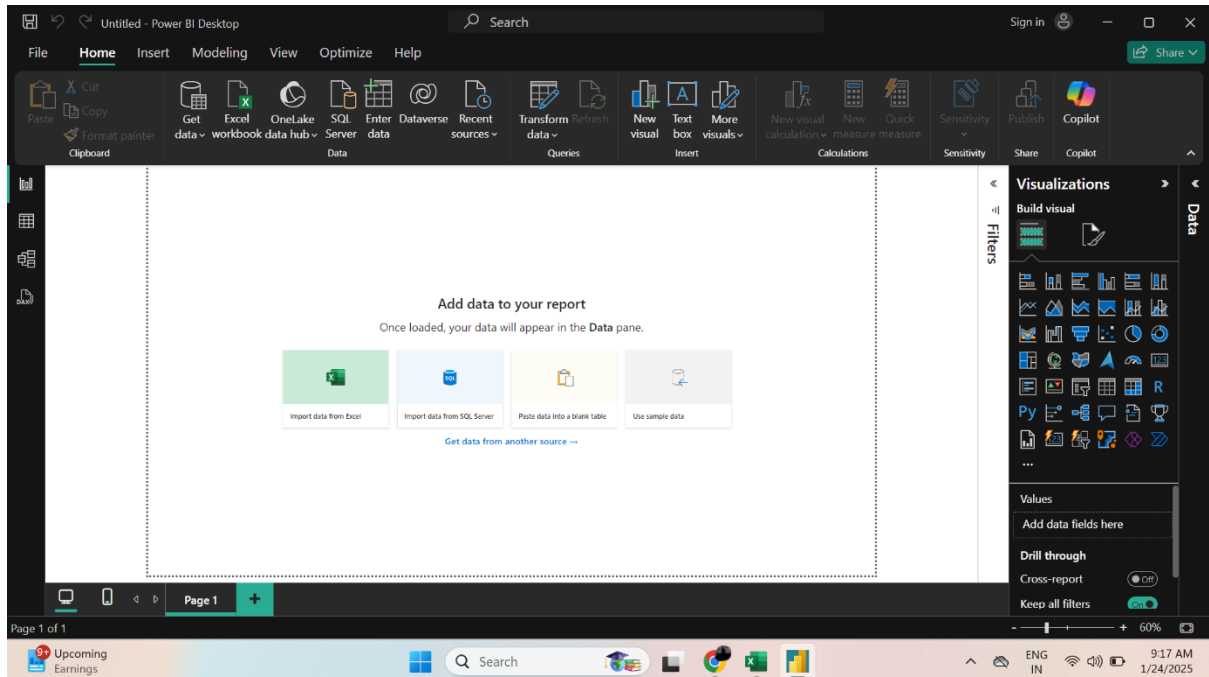 Untitled - Power BI Desktop
Search
Sign in
File Home Insert Modeling View Optimize Help
Share
Paste
Cut
Copy
Format painter
Clipboard
Get data
Excel workbook
OneLake data hub
SQL Server
Enter data
Dataverse
Recent sources
Data
Transform data
Refresh
Queries
New visual
Text box
More visuals
Insert
New visual calculation
New measure
Quick measure
Calculations
Sensitivity
Sensitivity
Publish
Share
Copilot
Copilot
Add data to your report
Once loaded, your data will appear in the Data pane.
Import data from Excel
Import data from SQL Server
Paste data into a blank table
Use sample data
Get data from another source →
Filters
Visualizations
Build visual
123
R
Py
...
Values
Add data fields here
Drill through
Cross-report
Off
Keep all filters
On
Data
Page 1
+
Page 1 of 1
- + 60%
9+
Upcoming
Earnings
Search
ENG
IN
9:17 AM
1/24/2025